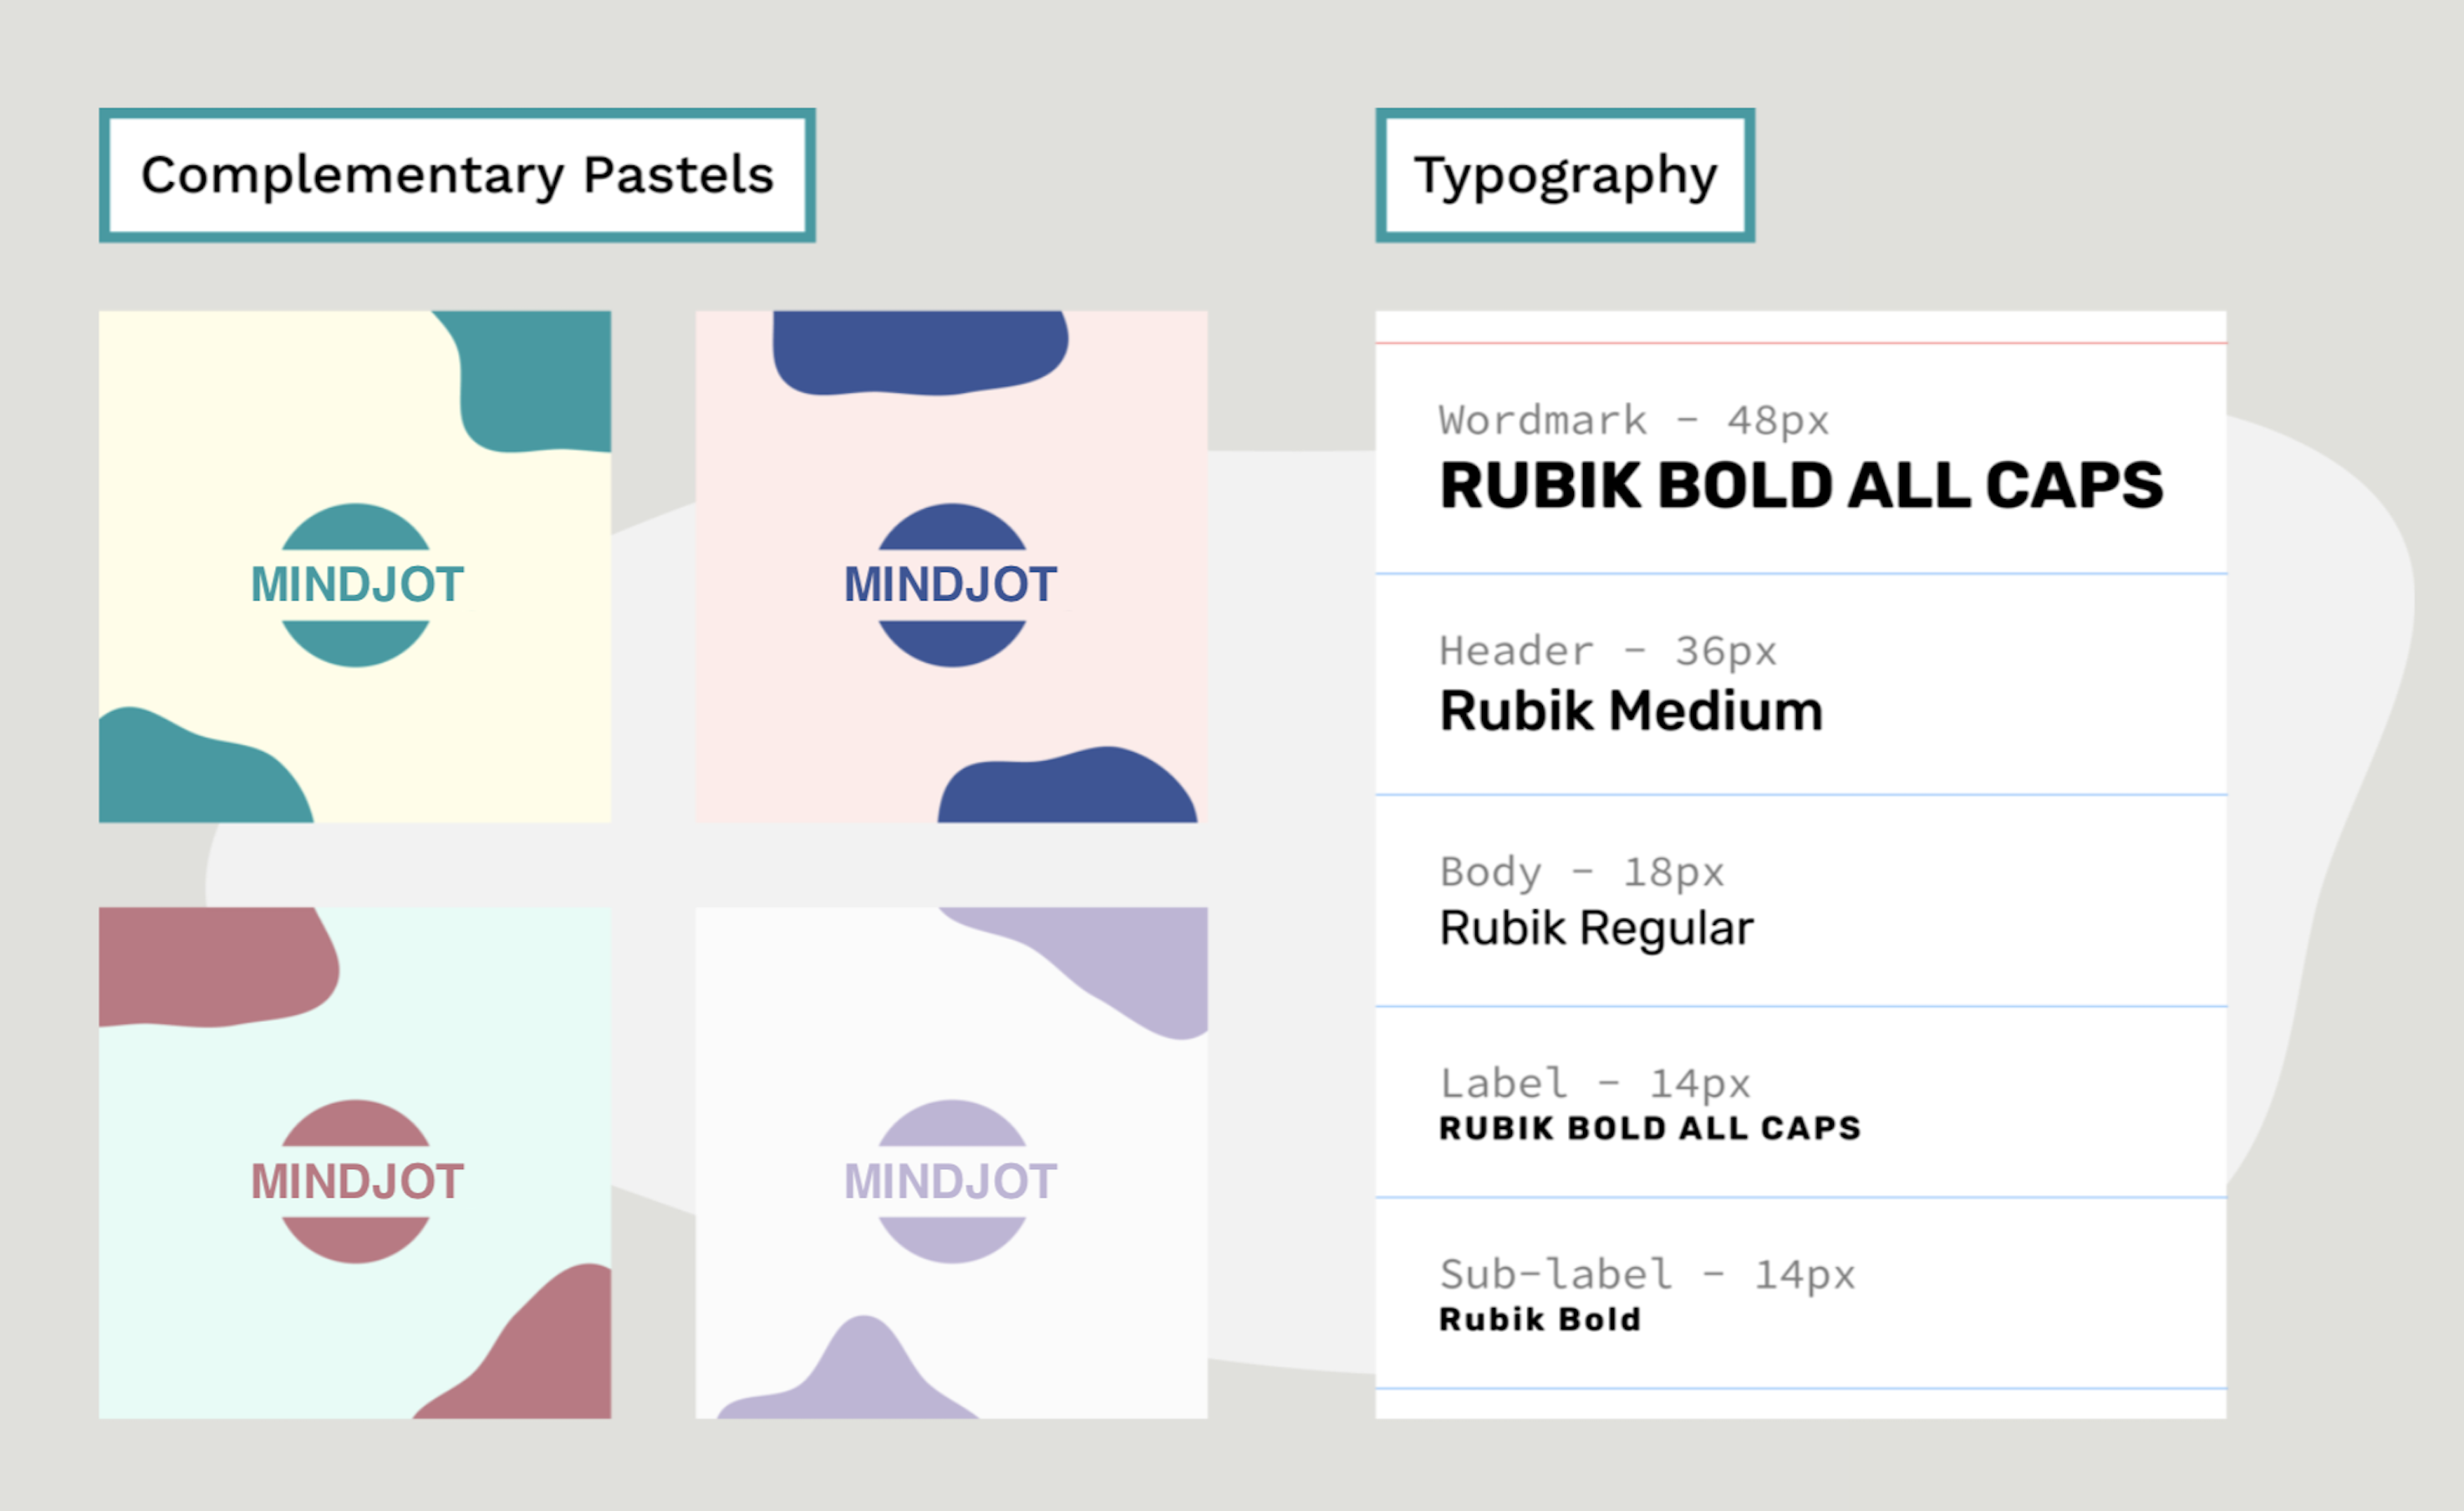 Complementary Pastels
MINDJOT
MINDJOT
MINDJOT
MINDJOT
Typography
Wordmark - 48px
RUBIK BOLD ALL CAPS
Header - 36px
Rubik Medium
Body - 18px
Rubik Regular
Label - 14px
RUBIK BOLD ALL CAPS
Sub-label - 14px
Rubik Bold